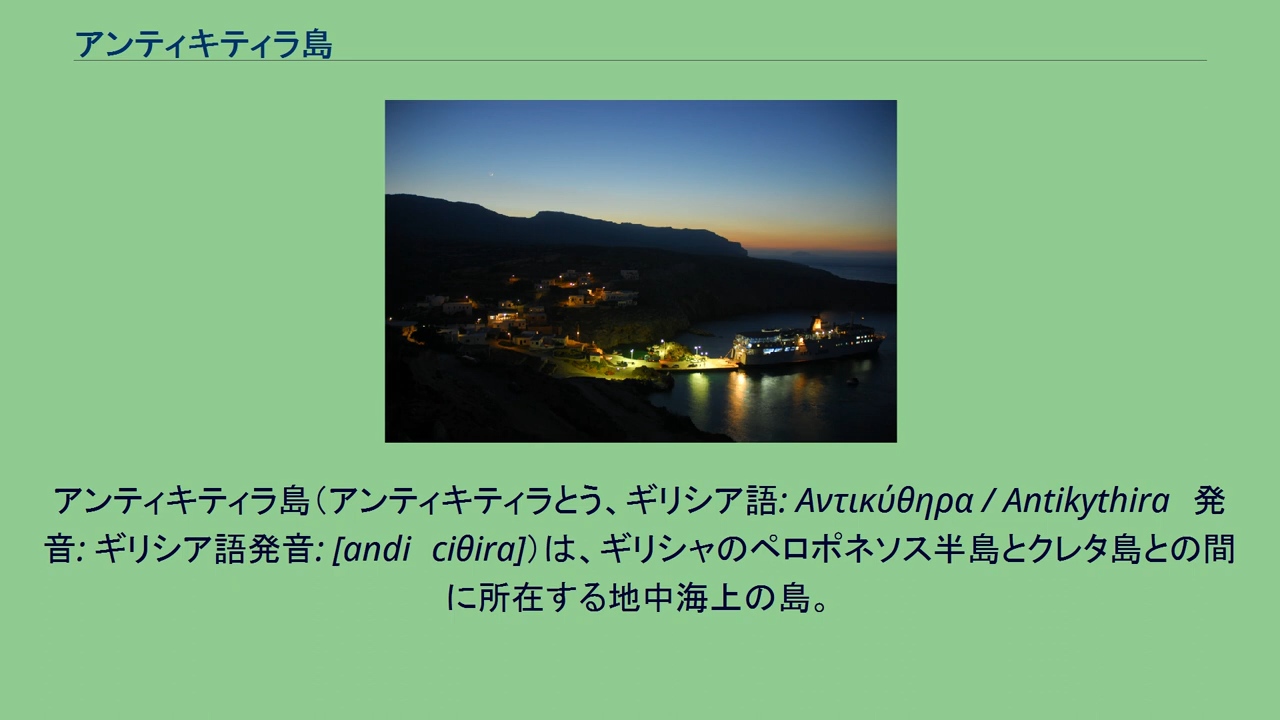 アンティキティラ島
アンティキティラ島（アンティキティラとう、ギリシア語: Αντικύθηρα / Antikythira　発
音: ギリシア語発音: [andi　ciθira]）は、ギリシャのペロポネソス半島とクレタ島との間
に所在する地中海上の島。